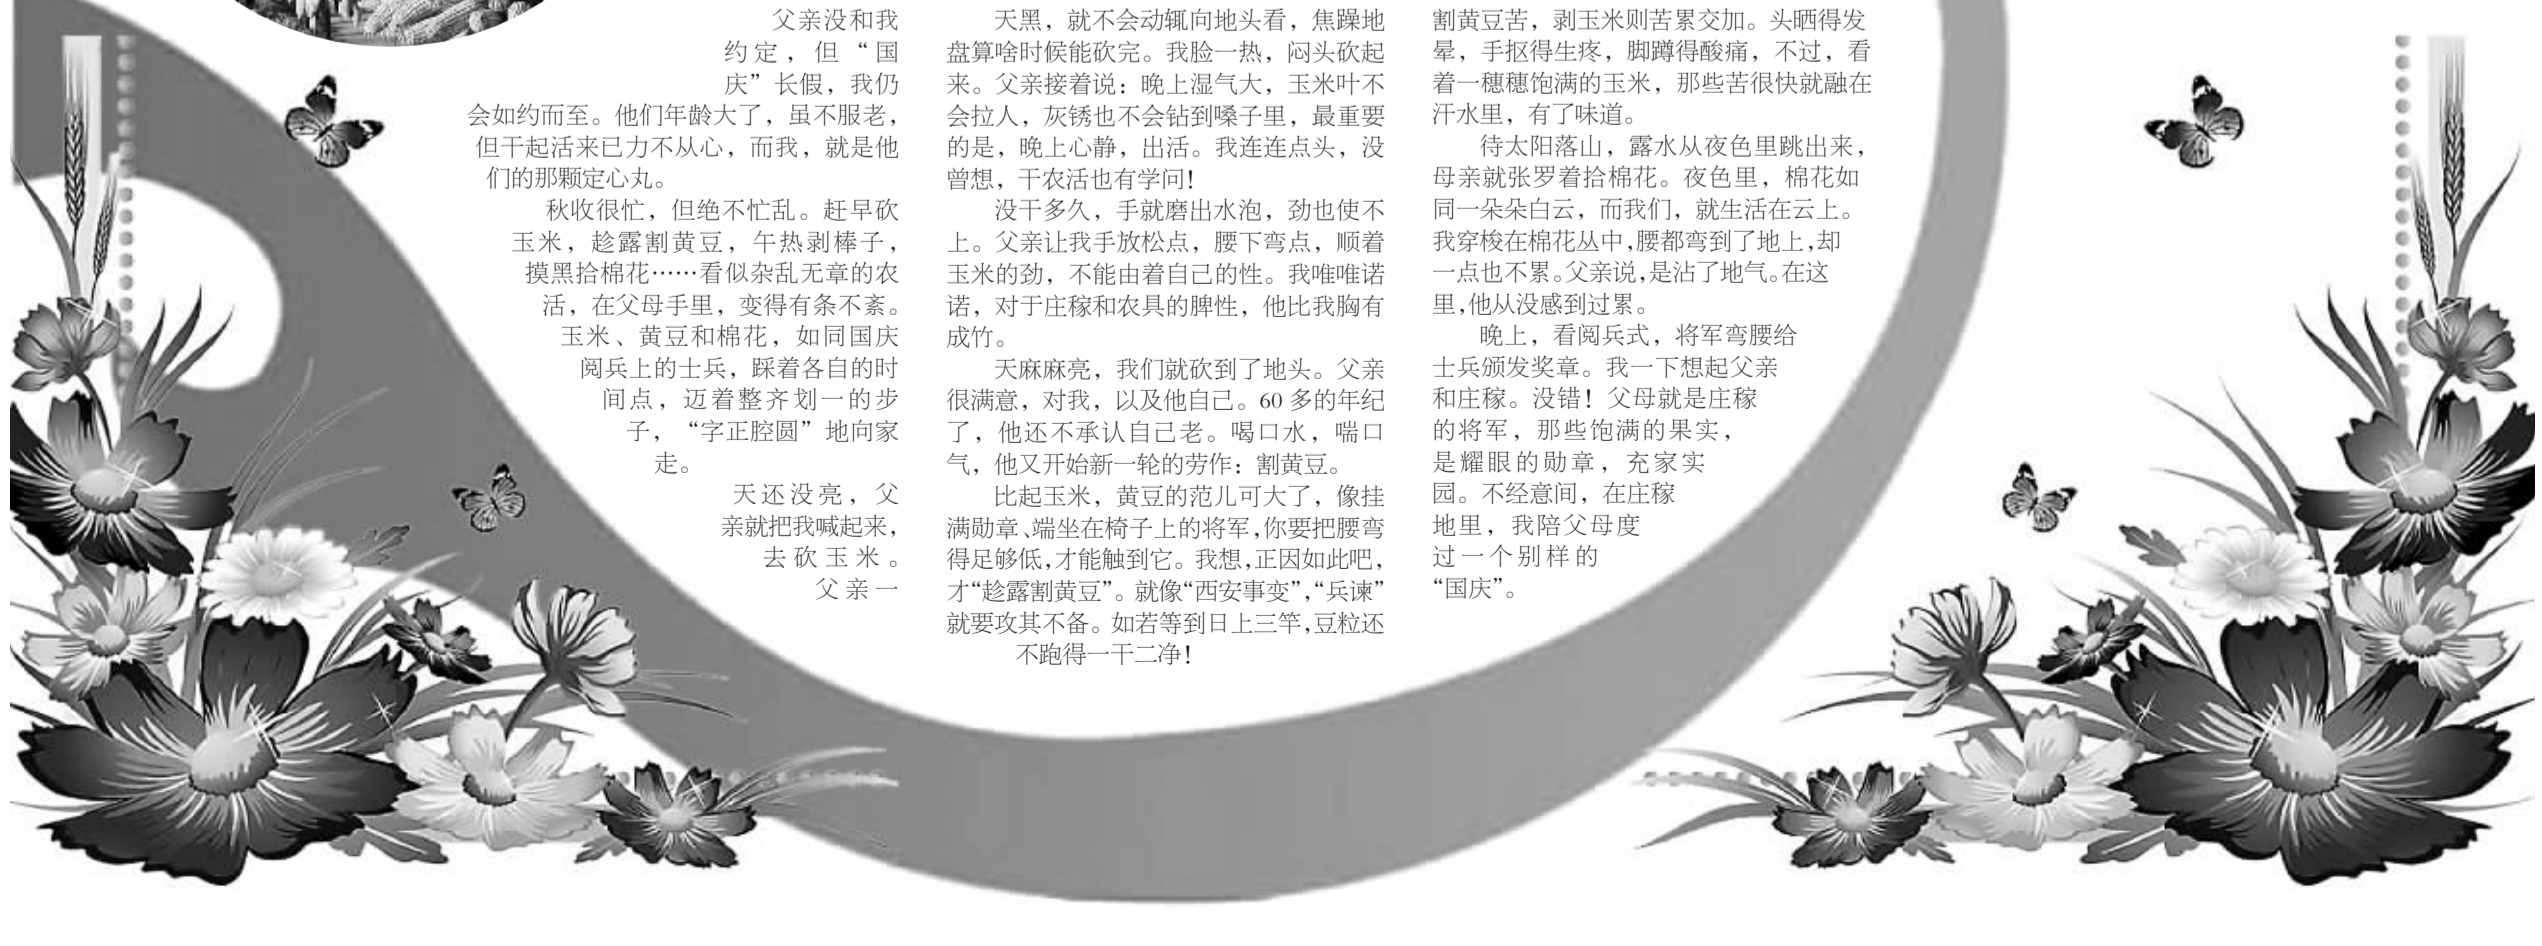 父亲没和我
约定，但“国
庆”长假，我仍
会如约而至。他们年龄大了，虽不服老，
但干起活来已力不从心，而我，就是他
们的那颗定心丸。
秋收很忙，但绝不忙乱。赶早砍
玉米，趁露割黄豆，午热剥棒子，
摸黑拾棉花……看似杂乱无章的农
活，在父母手里，变得有条不紊。
玉米、黄豆和棉花，如同国庆
阅兵上的士兵，踩着各自的时
间点，迈着整齐划一的步
子，“字正腔圆”地向家
走。
天还没亮，父
亲就把我喊起来，
去砍玉米。
父亲一
天黑，就不会动辄向地头看，焦躁地
盘算啥时候能砍完。我脸一热，闷头砍起
来。父亲接着说：晚上湿气大，玉米叶不
会拉人，灰锈也不会钻到嗓子里，最重要
的是，晚上心静，出活。我连连点头，没
曾想，干农活也有学问！
没干多久，手就磨出水泡，劲也使不
上。父亲让我手放松点，腰下弯点，顺着
玉米的劲，不能由着自己的性。我唯唯诺
诺，对于庄稼和农具的脾性，他比我胸有
成竹。
天麻麻亮，我们就砍到了地头。父亲
很满意，对我，以及他自己。60多的年纪
了，他还不承认自己老。喝口水，喘口
气，他又开始新一轮的劳作：割黄豆。
比起玉米，黄豆的范儿可大了，像挂
满勋章、端坐在椅子上的将军，你要把腰弯
得足够低，才能触到它。我想，正因如此吧，
才“趁露割黄豆”。就像“西安事变”，“兵谏”
就要攻其不备。如若等到日上三竿，豆粒还
不跑得一干二净！
割黄豆苦，剥玉米则苦累交加。头晒得发
晕，手抠得生疼，脚蹲得酸痛，不过，看
着一穗穗饱满的玉米，那些苦很快就融在
汗水里，有了味道。
待太阳落山，露水从夜色里跳出来，
母亲就张罗着拾棉花。夜色里，棉花如
同一朵朵白云，而我们，就生活在云上。
我穿梭在棉花丛中，腰都弯到了地上，却
一点也不累。父亲说，是沾了地气。在这
里，他从没感到过累。
晚上，看阅兵式，将军弯腰给
士兵颁发奖章。我一下想起父亲
和庄稼。没错！父母就是庄稼
的将军，那些饱满的果实，
是耀眼的勋章，充家实
园。不经意间，在庄稼
地里，我陪父母度
过一个别样的
“国庆”。